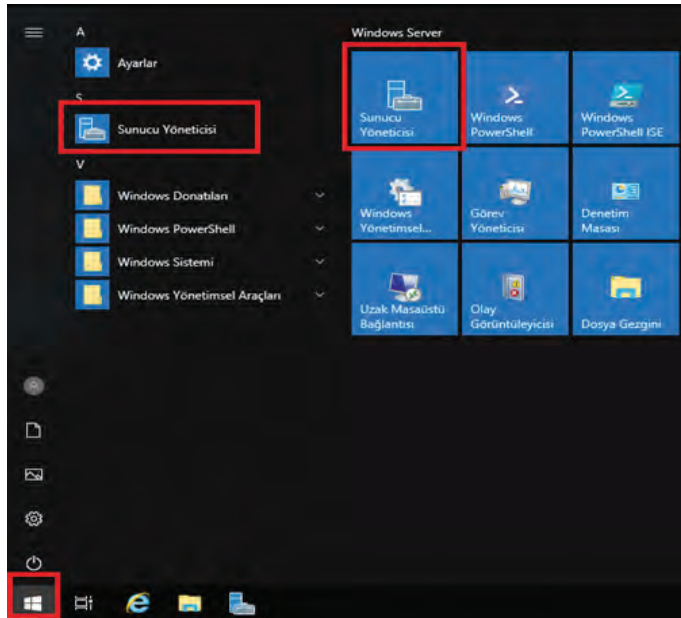 A
Ayarlar
S
Sunucu Yöneticisi
V
Windows Donatıları
Windows PowerShell
Windows Sistemi
Windows Yönetimsel Araçları
Windows Server
Sunucu
Yöneticisi
Windows
PowerShell
Windows
PowerShell ISE
Windows
Yönetimsel...
Görev
Yöneticisi
Denetim
Masası
Uzak Masaüstü
Bağlantısı
Olay
Görüntüleyicisi
Dosya Gezgini